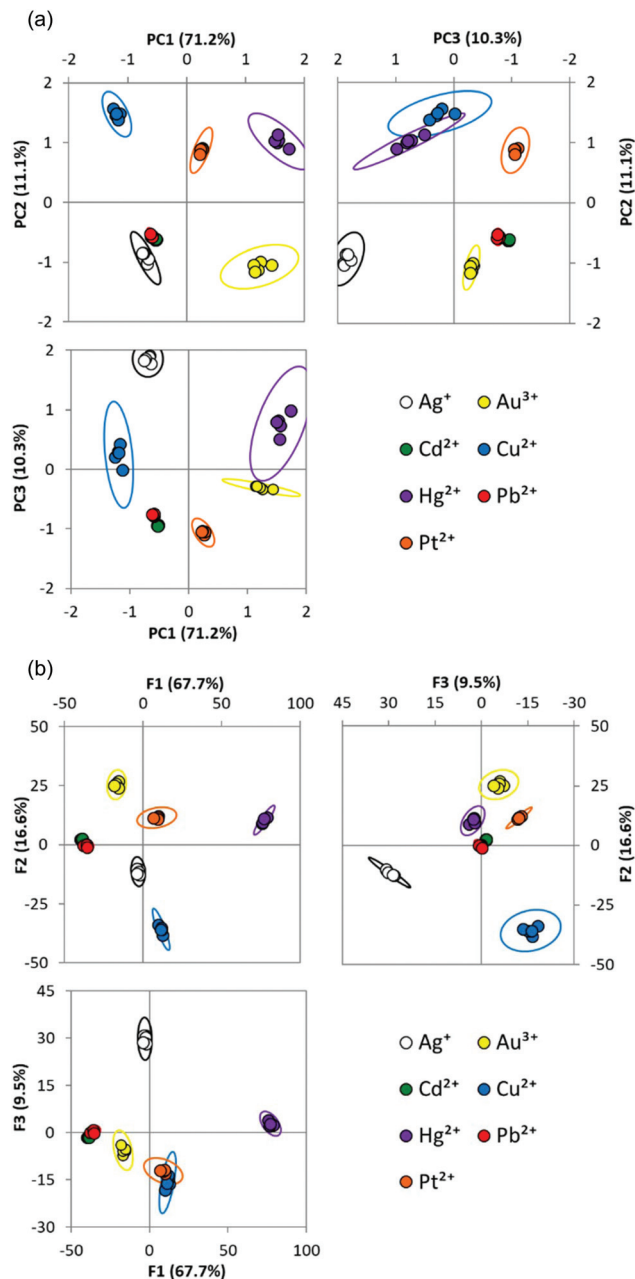 (a)
PC1 (71.2%)
-2 -1 0 1 2
PC3 (10.3%)
2 1 0 -1 -2
PC2 (11.1%)
2
1
0
-1
-2
PC2 (11.1%)
2
1
0
-1
-2
PC3 (10.3%)
2
1
0
-1
-2
-2 -1 0 1 2
PC1 (71.2%)
Ag⁺ Au³⁺
Cd²⁺ Cu²⁺
Hg²⁺ Pb²⁺
Pt²⁺
(b)
F1 (67.7%)
-50 0 50 100
F3 (9.5%)
45 30 15 0 -15 -30
F2 (16.6%)
50
25
0
-25
-50
F2 (16.6%)
50
25
0
-25
-50
F3 (9.5%)
45
30
15
0
-15
-30
-50 0 50 100
F1 (67.7%)
Ag⁺ Au³⁺
Cd²⁺ Cu²⁺
Hg²⁺ Pb²⁺
Pt²⁺